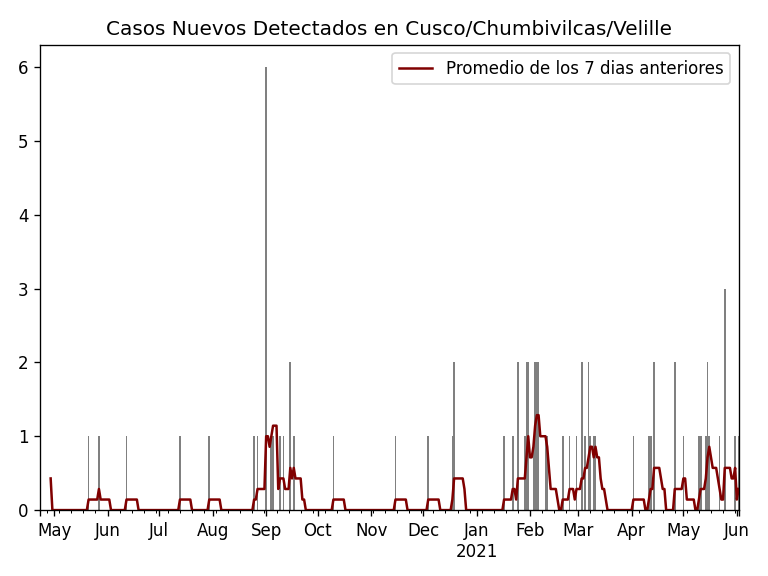 Casos Nuevos Detectados en Cusco/Chumbivilcas/Velille
Promedio de los 7 dias anteriores
6
5
4
3
2
1
0
May Jun Jul Aug Sep Oct Nov Dec Jan Feb Mar Apr May Jun
2021